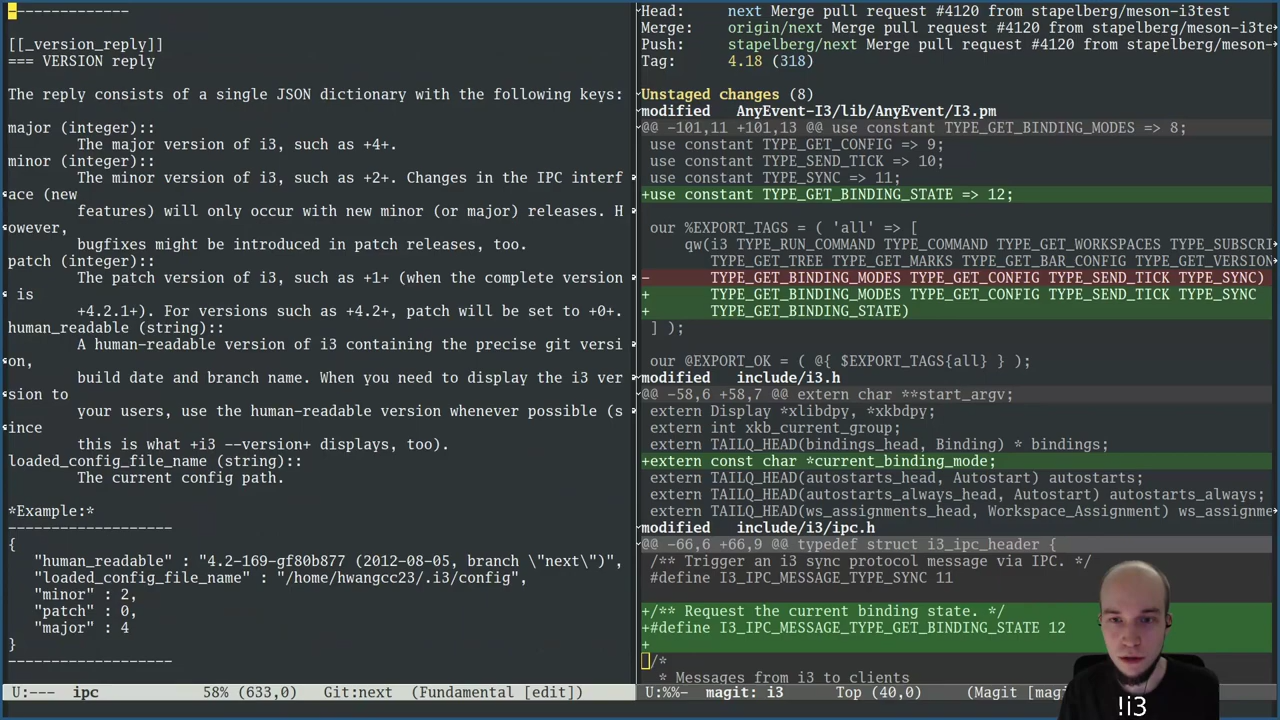 -------------
[[_version_reply]]
=== VERSION reply
The reply consists of a single JSON dictionary with the following keys:
major (integer)::
The major version of i3, such as +4+.
minor (integer)::
The minor version of i3, such as +2+. Changes in the IPC interf
ace (new
features) will only occur with new minor (or major) releases. H
owever,
bugfixes might be introduced in patch releases, too.
patch (integer)::
The patch version of i3, such as +1+ (when the complete version
is
+4.2.1+). For versions such as +4.2+, patch will be set to +0+.
human_readable (string)::
A human-readable version of i3 containing the precise git versi
on,
build date and branch name. When you need to display the i3 ver
sion to
your users, use the human-readable version whenever possible (s
ince
this is what +i3 --version+ displays, too).
loaded_config_file_name (string)::
The current config path.
*Example:*
-------------------
{
"human_readable" : "4.2-169-gf80b877 (2012-08-05, branch \"next\")",
"loaded_config_file_name" : "/home/hwangcc23/.i3/config",
"minor" : 2,
"patch" : 0,
"major" : 4
}
-------------------
U:--- ipc 58% (633,0) Git:next (Fundamental [edit])
Head: next Merge pull request #4120 from stapelberg/meson-i3test
Merge: origin/next Merge pull request #4120 from stapelberg/meson-i3te
Push: stapelberg/next Merge pull request #4120 from stapelberg/meson-i
Tag: 4.18 (318)
Unstaged changes (8)
modified AnyEvent-I3/lib/AnyEvent/I3.pm
@@ -101,11 +101,13 @@ use constant TYPE_GET_BINDING_MODES => 8;
use constant TYPE_GET_CONFIG => 9;
use constant TYPE_SEND_TICK => 10;
use constant TYPE_SYNC => 11;
+use constant TYPE_GET_BINDING_STATE => 12;
our %EXPORT_TAGS = ( 'all' => [
qw(i3 TYPE_RUN_COMMAND TYPE_COMMAND TYPE_GET_WORKSPACES TYPE_SUBSCRI
TYPE_GET_TREE TYPE_GET_MARKS TYPE_GET_BAR_CONFIG TYPE_GET_VERSION
- TYPE_GET_BINDING_MODES TYPE_GET_CONFIG TYPE_SEND_TICK TYPE_SYNC)
+ TYPE_GET_BINDING_MODES TYPE_GET_CONFIG TYPE_SEND_TICK TYPE_SYNC
+ TYPE_GET_BINDING_STATE)
] );
our @EXPORT_OK = ( @{ $EXPORT_TAGS{all} } );
modified include/i3.h
@@ -58,6 +58,7 @@ extern char **start_argv;
extern Display *xlibdpy, *xkbdpy;
extern int xkb_current_group;
extern TAILQ_HEAD(bindings_head, Binding) * bindings;
+extern const char *current_binding_mode;
extern TAILQ_HEAD(autostarts_head, Autostart) autostarts;
extern TAILQ_HEAD(autostarts_always_head, Autostart) autostarts_always;
extern TAILQ_HEAD(ws_assignments_head, Workspace_Assignment) ws_assignme
modified include/i3/ipc.h
@@ -66,6 +66,9 @@ typedef struct i3_ipc_header {
/** Trigger an i3 sync protocol message via IPC. */
#define I3_IPC_MESSAGE_TYPE_SYNC 11
+/** Request the current binding state. */
+#define I3_IPC_MESSAGE_TYPE_GET_BINDING_STATE 12
+
/*
* Messages from i3 to clients
U:%%- magit: i3 Top (40,0) (Magit [mag
!i3